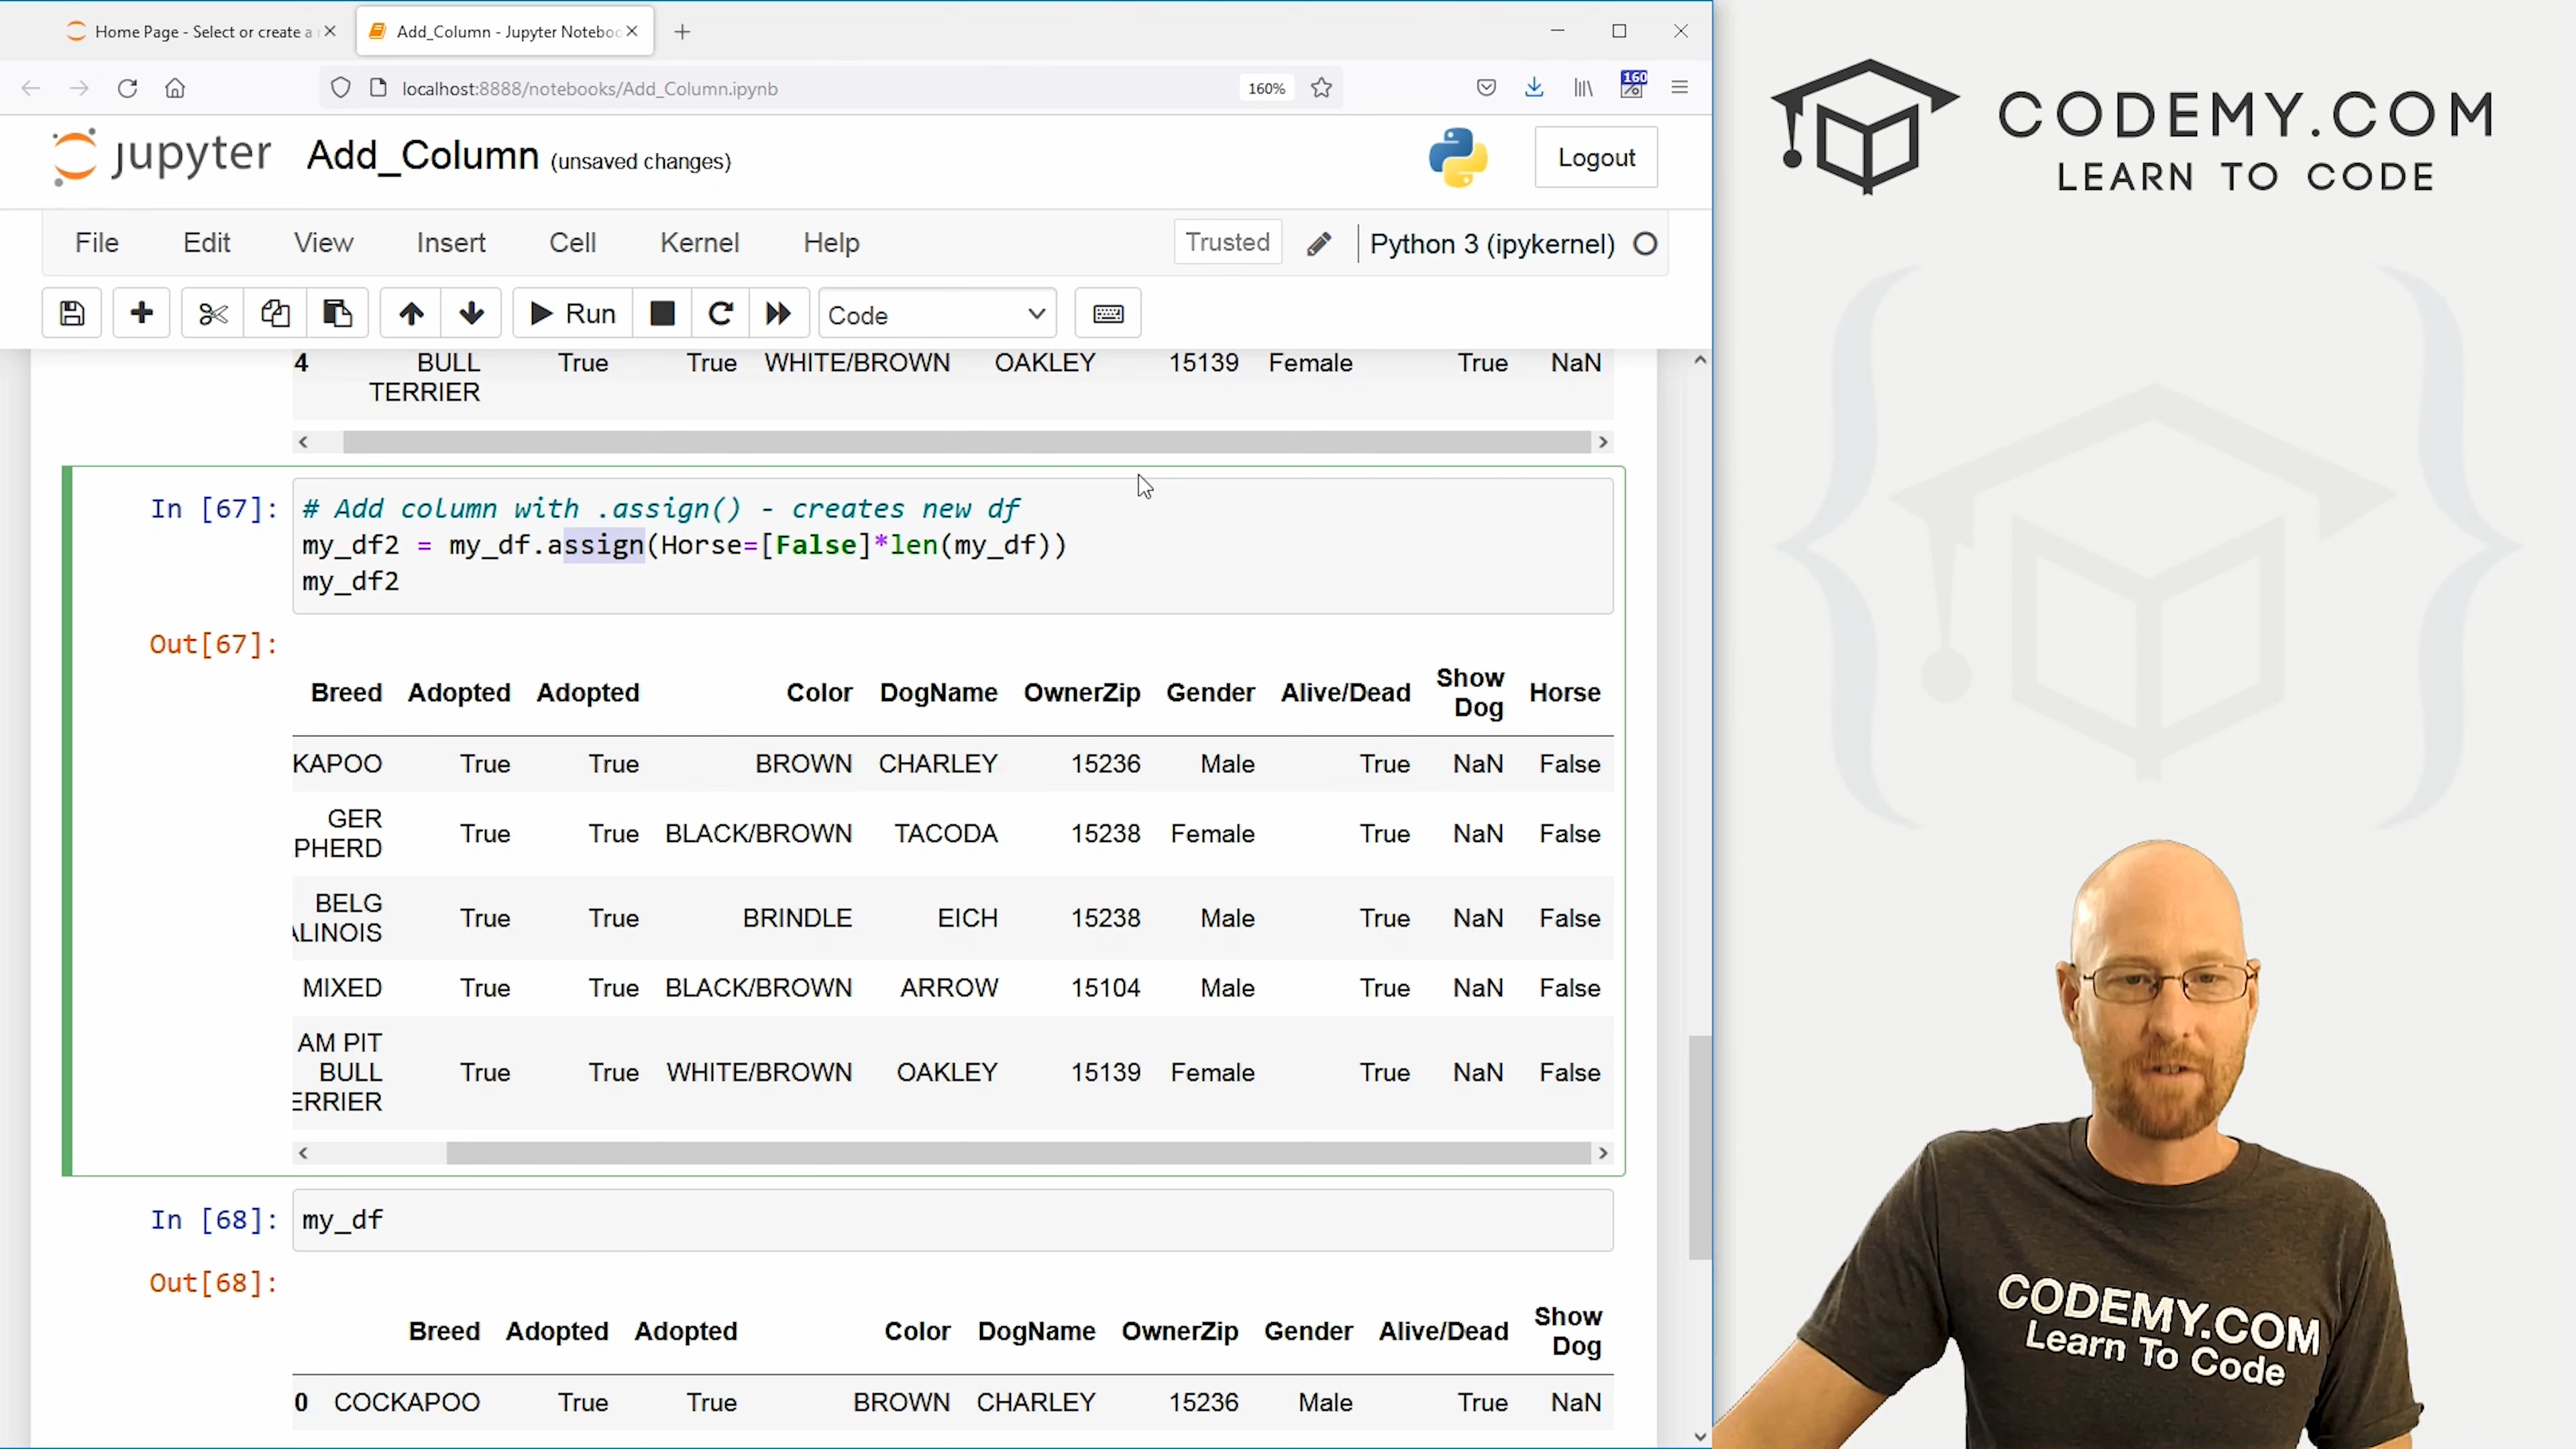 Home Page - Select or create a
Add_Column - Jupyter Noteboo
localhost:8888/notebooks/Add_Column.ipynb
160%
160
jupyter Add_Column (unsaved changes)
Logout
CODEMY.COM
LEARN TO CODE
File Edit View Insert Cell Kernel Help
Trusted Python 3 (ipykernel)
Run Code
4 BULL TERRIER True True WHITE/BROWN OAKLEY 15139 Female True NaN
In [67]:
# Add column with .assign() - creates new df
my_df2 = my_df.assign(Horse=[False]*len(my_df))
my_df2
Out[67]:
Breed Adopted Adopted Color DogName OwnerZip Gender Alive/Dead Show Dog Horse
KAPOO True True BROWN CHARLEY 15236 Male True NaN False
GER PHERD True True BLACK/BROWN TACODA 15238 Female True NaN False
BELG ALINOIS True True BRINDLE EICH 15238 Male True NaN False
MIXED True True BLACK/BROWN ARROW 15104 Male True NaN False
AM PIT BULL ERRIER True True WHITE/BROWN OAKLEY 15139 Female True NaN False
In [68]: my_df
Out[68]:
Breed Adopted Adopted Color DogName OwnerZip Gender Alive/Dead Show Dog
0 COCKAPOO True True BROWN CHARLEY 15236 Male True NaN
CODEMY.COM
Learn To Code